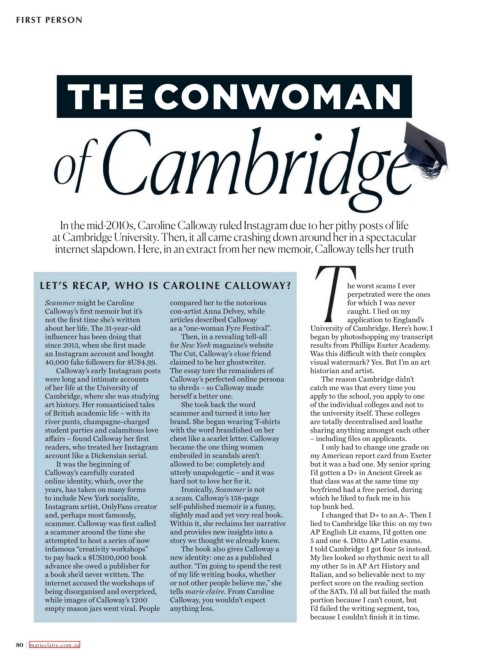 FIRST PERSON
THE CONWOMAN
of Cambridge
In the mid-2010s, Caroline Calloway ruled Instagram due to her pithy posts of life
at Cambridge University. Then, it all came crashing down around her in a spectacular
internet slapdown. Here, in an extract from her new memoir, Calloway tells her truth
LET'S RECAP, WHO IS CAROLINE CALLOWAY?
Scammer might be Caroline
Calloway's first memoir but it's
not the first time she's written
about her life. The 31-year-old
influencer has been doing that
since 2013, when she first made
an Instagram account and bought
40,000 fake followers for $US4.99.
Calloway's early Instagram posts
were long and intimate accounts
of her life at the University of
Cambridge, where she was studying
art history. Her romanticised tales
of British academic life – with its
river punts, champagne-charged
student parties and calamitous love
affairs – found Calloway her first
readers, who treated her Instagram
account like a Dickensian serial.
It was the beginning of
Calloway's carefully curated
online identity, which, over the
years, has taken on many forms
to include New York socialite,
Instagram artist, OnlyFans creator
and, perhaps most famously,
scammer. Calloway was first called
a scammer around the time she
attempted to host a series of now
infamous "creativity workshops"
to pay back a $US100,000 book
advance she owed a publisher for
a book she'd never written. The
internet accused the workshops of
being disorganised and overpriced,
while images of Calloway's 1200
empty mason jars went viral. People
compared her to the notorious
con-artist Anna Delvey, while
articles described Calloway
as a "one-woman Fyre Festival".
Then, in a revealing tell-all
for New York magazine's website
The Cut, Calloway's close friend
claimed to be her ghostwriter.
The essay tore the remainders of
Calloway's perfected online persona
to shreds – so Calloway made
herself a better one.
She took back the word
scammer and turned it into her
brand. She began wearing T-shirts
with the word brandished on her
chest like a scarlet letter. Calloway
became the one thing women
embroiled in scandals aren't
allowed to be: completely and
utterly unapologetic – and it was
hard not to love her for it.
Ironically, Scammer is not
a scam. Calloway's 158-page
self-published memoir is a funny,
slightly mad and yet very real book.
Within it, she reclaims her narrative
and provides new insights into a
story we thought we already knew.
The book also gives Calloway a
new identity: one as a published
author. "I'm going to spend the rest
of my life writing books, whether
or not other people believe me," she
tells marie claire. From Caroline
Calloway, you wouldn't expect
anything less.
The worst scams I ever
perpetrated were the ones
for which I was never
caught. I lied on my
application to England's
University of Cambridge. Here's how. I
began by photoshopping my transcript
results from Phillips Exeter Academy.
Was this difficult with their complex
visual watermark? Yes. But I'm an art
historian and artist.
The reason Cambridge didn't
catch me was that every time you
apply to the school, you apply to one
of the individual colleges and not to
the university itself. These colleges
are totally decentralised and loathe
sharing anything amongst each other
– including files on applicants.
I only had to change one grade on
my American report card from Exeter
but it was a bad one. My senior spring
I'd gotten a D+ in Ancient Greek as
that class was at the same time my
boyfriend had a free period, during
which he liked to fuck me in his
top bunk bed.
I changed that D+ to an A-. Then I
lied to Cambridge like this: on my two
AP English Lit exams, I'd gotten one
5 and one 4. Ditto AP Latin exams.
I told Cambridge I got four 5s instead.
My lies looked so rhythmic next to all
my other 5s in AP Art History and
Italian, and so believable next to my
perfect score on the reading section
of the SATs. I'd all but failed the math
portion because I can't count, but
I'd failed the writing segment, too,
because I couldn't finish it in time.
80 | marieclaire.com.au